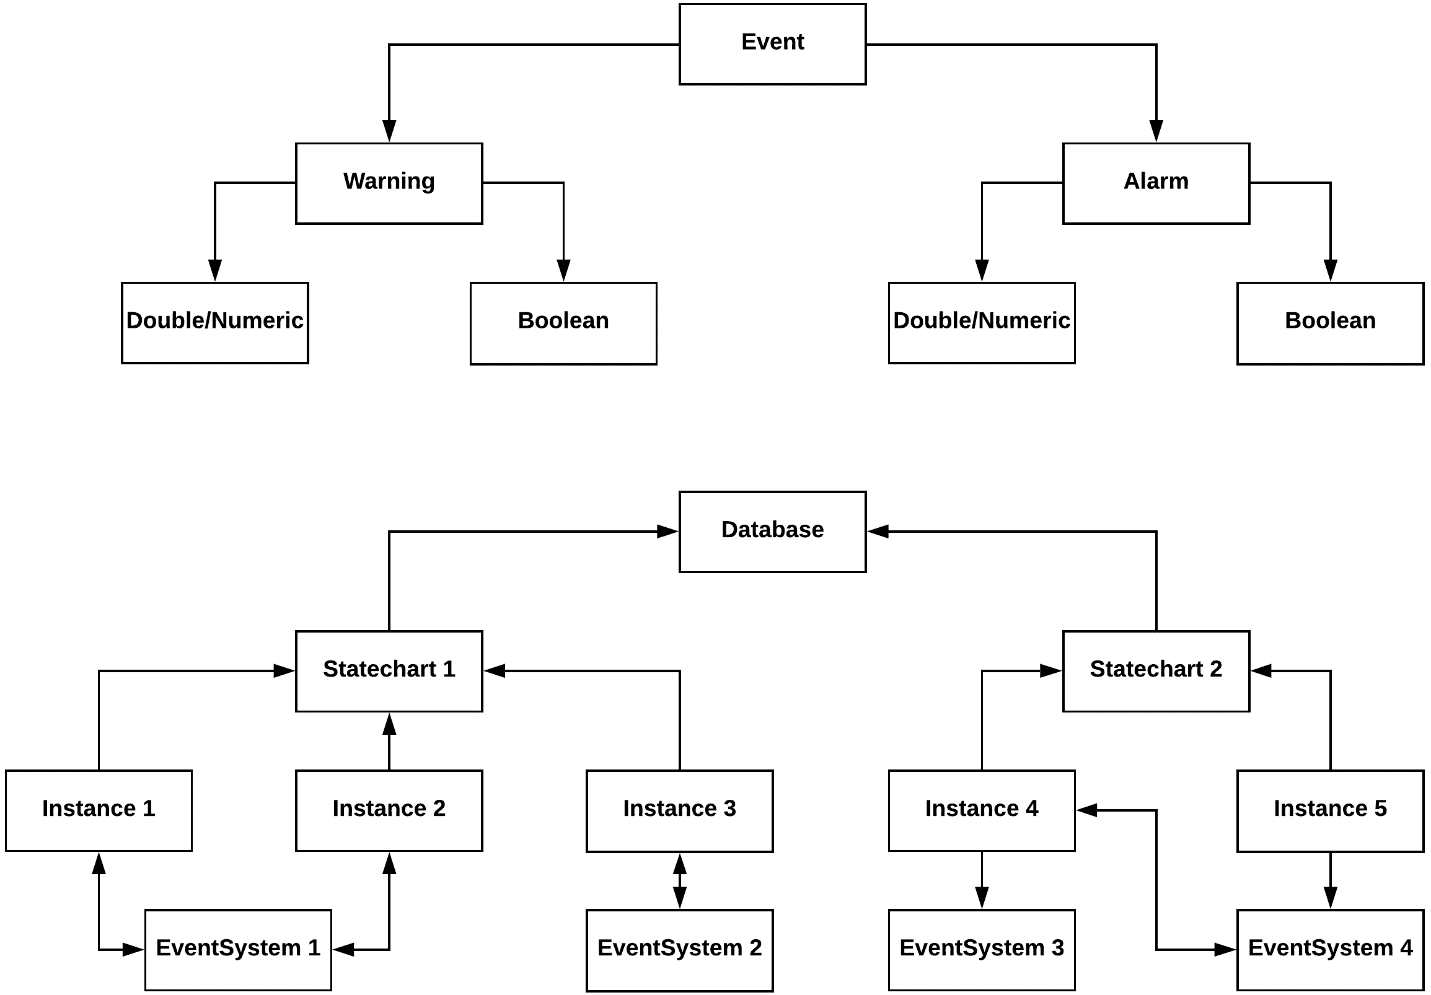 Event
Warning
Alarm
Double/Numeric
Boolean
Double/Numeric
Boolean
Database
Statechart 1
Statechart 2
Instance 1
Instance 2
Instance 3
Instance 4
Instance 5
EventSystem 1
EventSystem 2
EventSystem 3
EventSystem 4